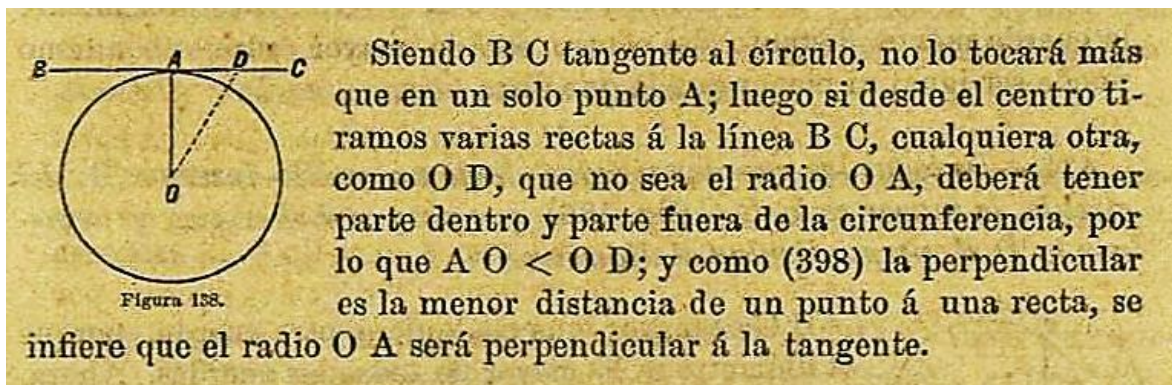 B A D C
O
Figura 138.
Siendo B C tangente al círculo, no lo tocará más
que en un solo punto A; luego si desde el centro ti-
ramos varias rectas á la línea B C, cualquiera otra,
como O D, que no sea el radio O A, deberá tener
parte dentro y parte fuera de la circunferencia, por
lo que A O < O D; y como (398) la perpendicular
es la menor distancia de un punto á una recta, se
infiere que el radio O A será perpendicular á la tangente.